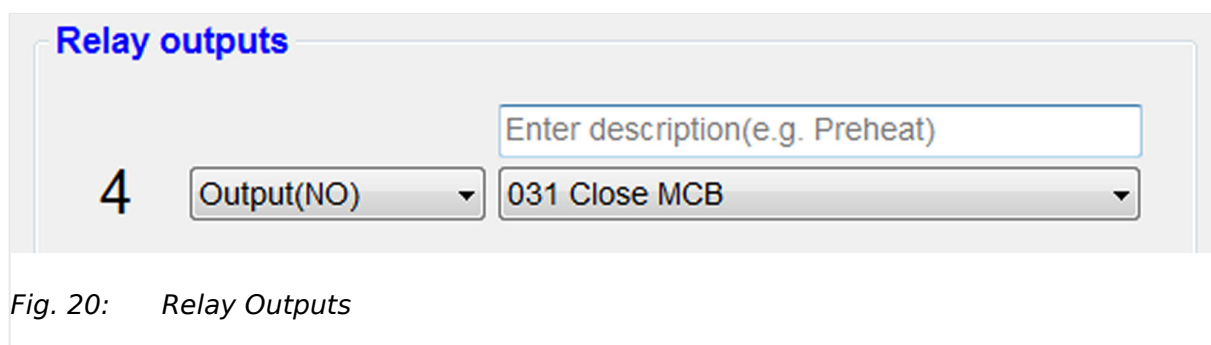 Relay outputs
Enter description(e.g. Preheat)
4 Output(NO) 031 Close MCB
Fig. 20: Relay Outputs